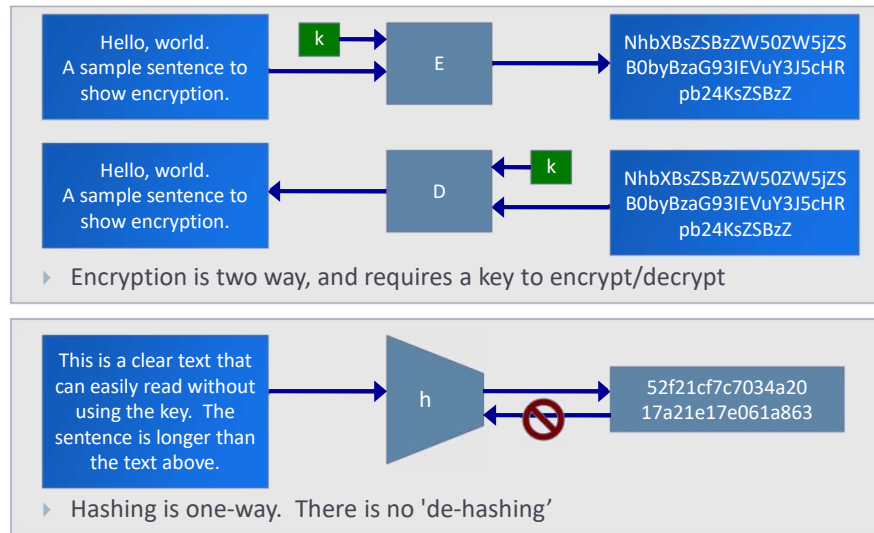 Hello, world.
A sample sentence to
show encryption.
k
E
NhbXBsZSBzZW50ZW5jZS
B0byBzaG93IEVuY3J5cHR
pb24KsZSBzZ
Hello, world.
A sample sentence to
show encryption.
D
k
NhbXBsZSBzZW50ZW5jZS
B0byBzaG93IEVuY3J5cHR
pb24KsZSBzZ
Encryption is two way, and requires a key to encrypt/decrypt
This is a clear text that
can easily read without
using the key. The
sentence is longer than
the text above.
h
52f21cf7c7034a20
17a21e17e061a863
Hashing is one-way. There is no 'de-hashing’